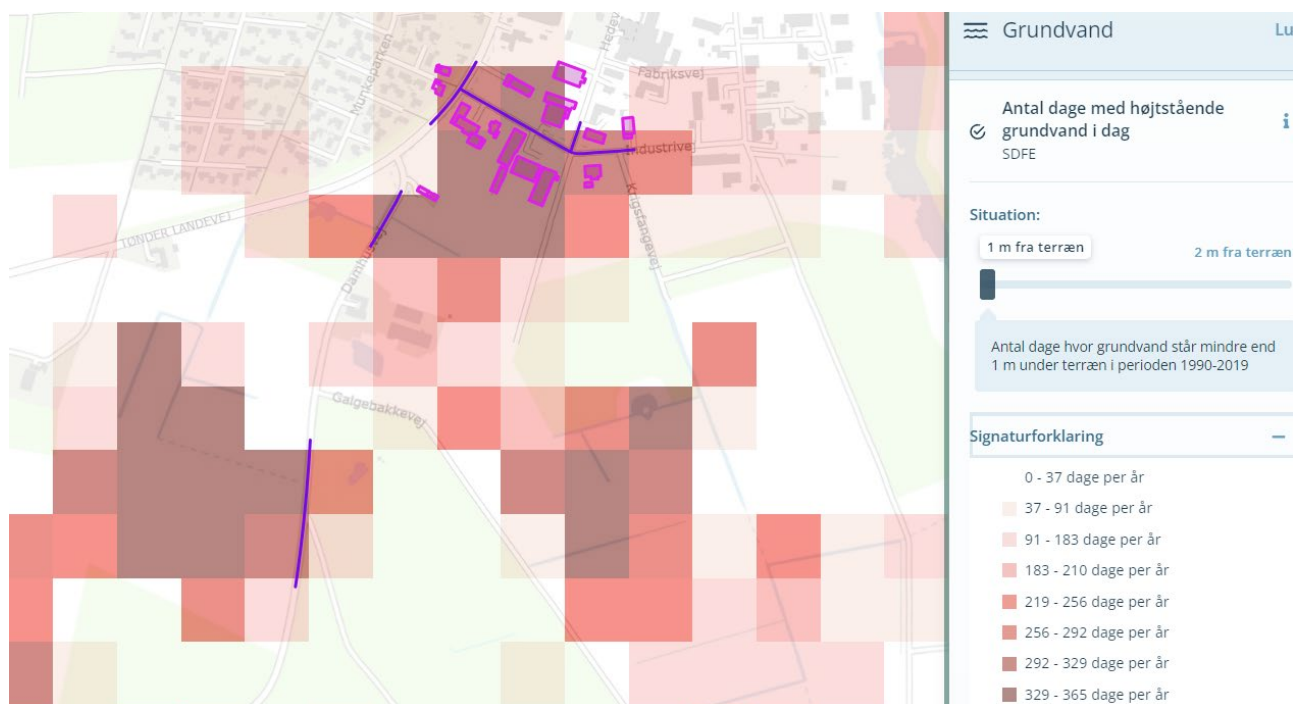 Munkeparken
Hedev
Fabriksvej
Industrivej
Krigsfangevej
TØNDER LANDEVEJ
Damhusvej
Galgebakkevej
Grundvand
Lu
Antal dage med højtstående
grundvand i dag
i
SDFE
Situation:
1 m fra terræn
2 m fra terræn
Antal dage hvor grundvand står mindre end
1 m under terræn i perioden 1990-2019
Signaturforklaring
0 - 37 dage per år
37 - 91 dage per år
91 - 183 dage per år
183 - 210 dage per år
219 - 256 dage per år
256 - 292 dage per år
292 - 329 dage per år
329 - 365 dage per år